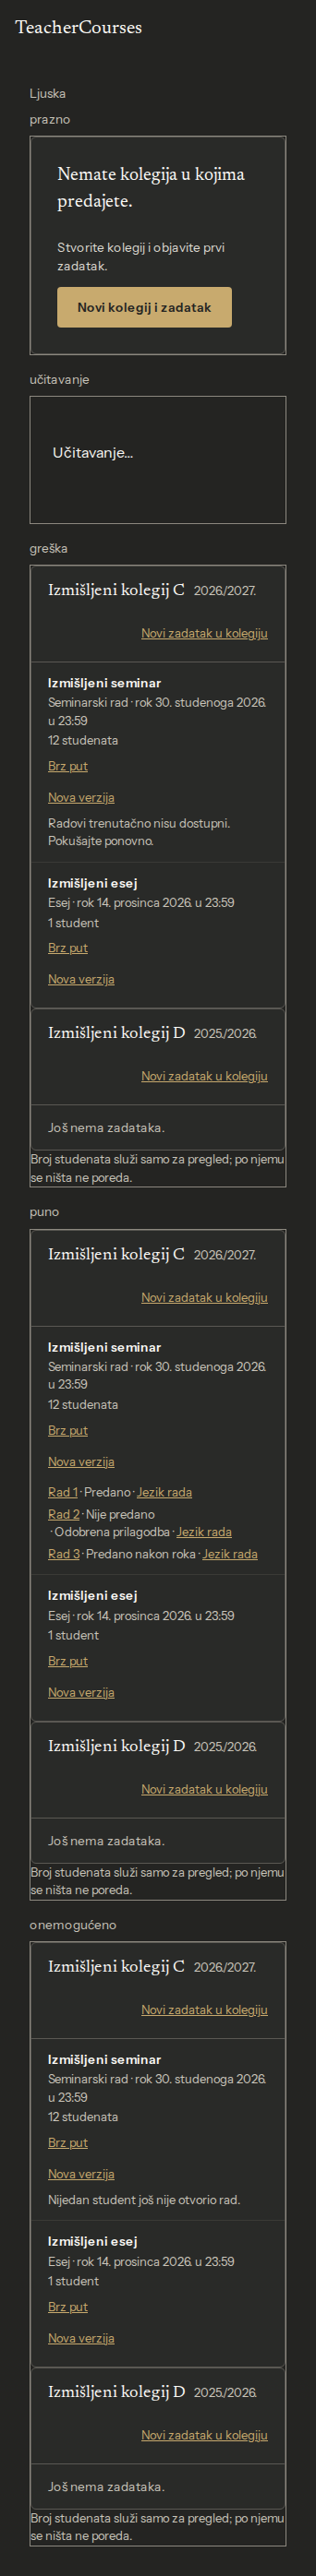 TeacherCourses
Ljuska
prazno
Nemate kolegija u kojima
predajete.
Stvorite kolegij i objavite prvi
zadatak.
Novi kolegij i zadatak
učitavanje
Učitavanje...
greška
Izmišljeni kolegij C 2026./2027.
Novi zadatak u kolegiju
Izmišljeni seminar
Seminarski rad · rok 30. studenoga 2026.
u 23:59
12 studenata
Brz put
Nova verzija
Radovi trenutačno nisu dostupni.
Pokušajte ponovno.
Izmišljeni esej
Esej · rok 14. prosinca 2026. u 23:59
1 student
Brz put
Nova verzija
Izmišljeni kolegij D 2025./2026.
Novi zadatak u kolegiju
Još nema zadataka.
Broj studenata služi samo za pregled; po njemu
se ništa ne poreda.
puno
Izmišljeni kolegij C 2026./2027.
Novi zadatak u kolegiju
Izmišljeni seminar
Seminarski rad · rok 30. studenoga 2026.
u 23:59
12 studenata
Brz put
Nova verzija
Rad 1 · Predano · Jezik rada
Rad 2 · Nije predano
· Odobrena prilagodba · Jezik rada
Rad 3 · Predano nakon roka · Jezik rada
Izmišljeni esej
Esej · rok 14. prosinca 2026. u 23:59
1 student
Brz put
Nova verzija
Izmišljeni kolegij D 2025./2026.
Novi zadatak u kolegiju
Još nema zadataka.
Broj studenata služi samo za pregled; po njemu
se ništa ne poreda.
onemogućeno
Izmišljeni kolegij C 2026./2027.
Novi zadatak u kolegiju
Izmišljeni seminar
Seminarski rad · rok 30. studenoga 2026.
u 23:59
12 studenata
Brz put
Nova verzija
Nijedan student još nije otvorio rad.
Izmišljeni esej
Esej · rok 14. prosinca 2026. u 23:59
1 student
Brz put
Nova verzija
Izmišljeni kolegij D 2025./2026.
Novi zadatak u kolegiju
Još nema zadataka.
Broj studenata služi samo za pregled; po njemu
se ništa ne poreda.